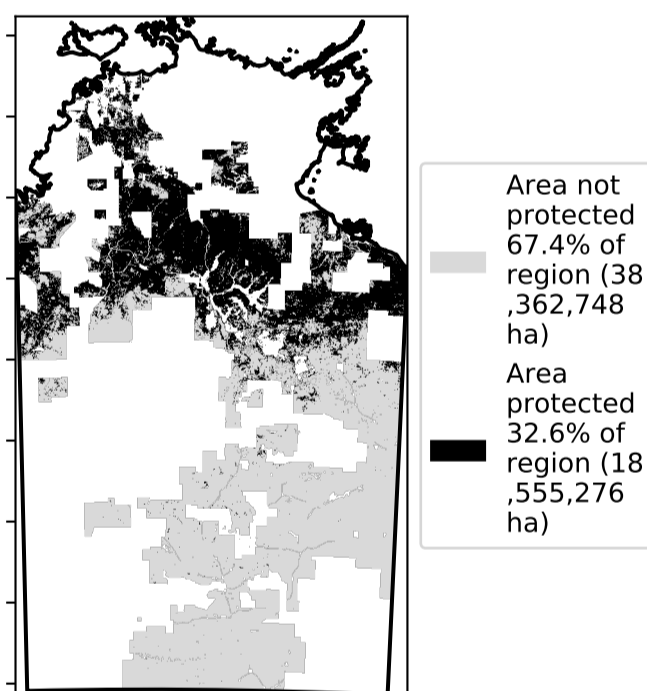 Area not
protected
67.4% of
region (38
,362,748
ha)
Area
protected
32.6% of
region (18
,555,276
ha)